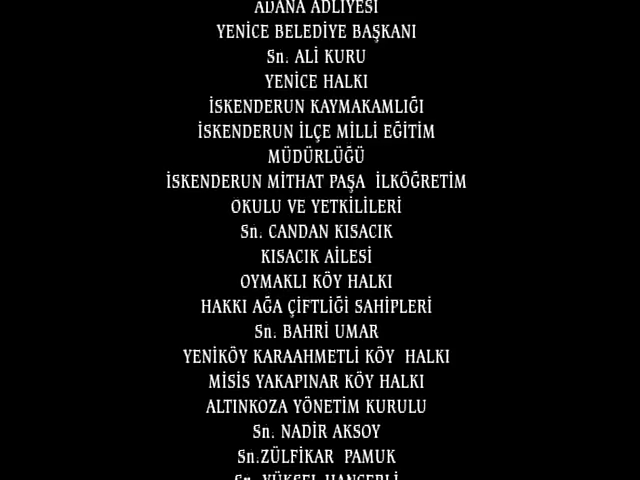 ADANA ADLİYESİ
YENİCE BELEDİYE BAŞKANI
Sn. ALİ KURU
YENİCE HALKI
İSKENDERUN KAYMAKAMLIĞI
İSKENDERUN İLÇE MİLLİ EĞİTİM
MÜDÜRLÜĞÜ
İSKENDERUN MİTHAT PAŞA  İLKÖĞRETİM
OKULU VE YETKİLİLERİ
Sn. CANDAN KISACIK
KISACIK AİLESİ
OYMAKLI KÖY HALKI
HAKKI AĞA ÇİFTLİĞİ SAHİPLERİ
Sn. BAHRİ UMAR
YENİKÖY KARAAHMETLİ KÖY  HALKI
MİSİS YAKAPINAR KÖY HALKI
ALTINKOZA YÖNETİM KURULU
Sn. NADİR AKSOY
Sn.ZÜLFİKAR  PAMUK
Sn. YÜKSEL HANÇERLİ